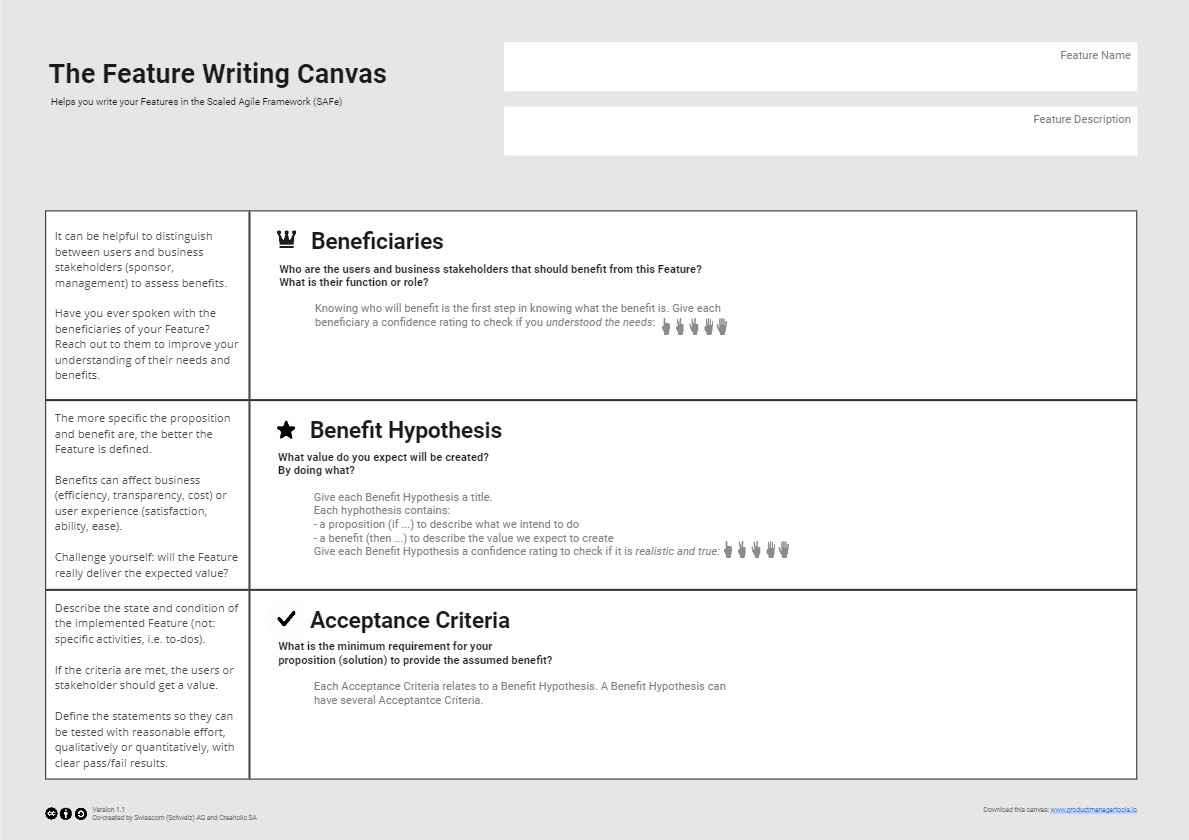 The Feature Writing Canvas
Helps you write your Features in the Scaled Agile Framework (SAFe)
Feature Name
Feature Description
It can be helpful to distinguish
between users and business
stakeholders (sponsor,
management) to assess benefits.
Have you ever spoken with the
beneficiaries of your Feature?
Reach out to them to improve your
understanding of their needs and
benefits.
Beneficiaries
Who are the users and business stakeholders that should benefit from this Feature?
What is their function or role?
Knowing who will benefit is the first step in knowing what the benefit is. Give each
beneficiary a confidence rating to check if you understood the needs:
The more specific the proposition
and benefit are, the better the
Feature is defined.
Benefits can affect business
(efficiency, transparency, cost) or
user experience (satisfaction,
ability, ease).
Challenge yourself: will the Feature
really deliver the expected value?
Benefit Hypothesis
What value do you expect will be created?
By doing what?
Give each Benefit Hypothesis a title.
Each hyphothesis contains:
- a proposition (if ...) to describe what we intend to do
- a benefit (then ...) to describe the value we expect to create
Give each Benefit Hypothesis a confidence rating to check if it is realistic and true:
Describe the state and condition of
the implemented Feature (not:
specific activities, i.e. to-dos).
If the criteria are met, the users or
stakeholder should get a value.
Define the statements so they can
be tested with reasonable effort,
qualitatively or quantitatively, with
clear pass/fail results.
Acceptance Criteria
What is the minimum requirement for your
proposition (solution) to provide the assumed benefit?
Each Acceptance Criteria relates to a Benefit Hypothesis. A Benefit Hypothesis can
have several Acceptantce Criteria.
Version 1.1
Co-created by Swisscom (Schweiz) AG and Creaholic SA
Download this canvas: www.productmanagertools.io